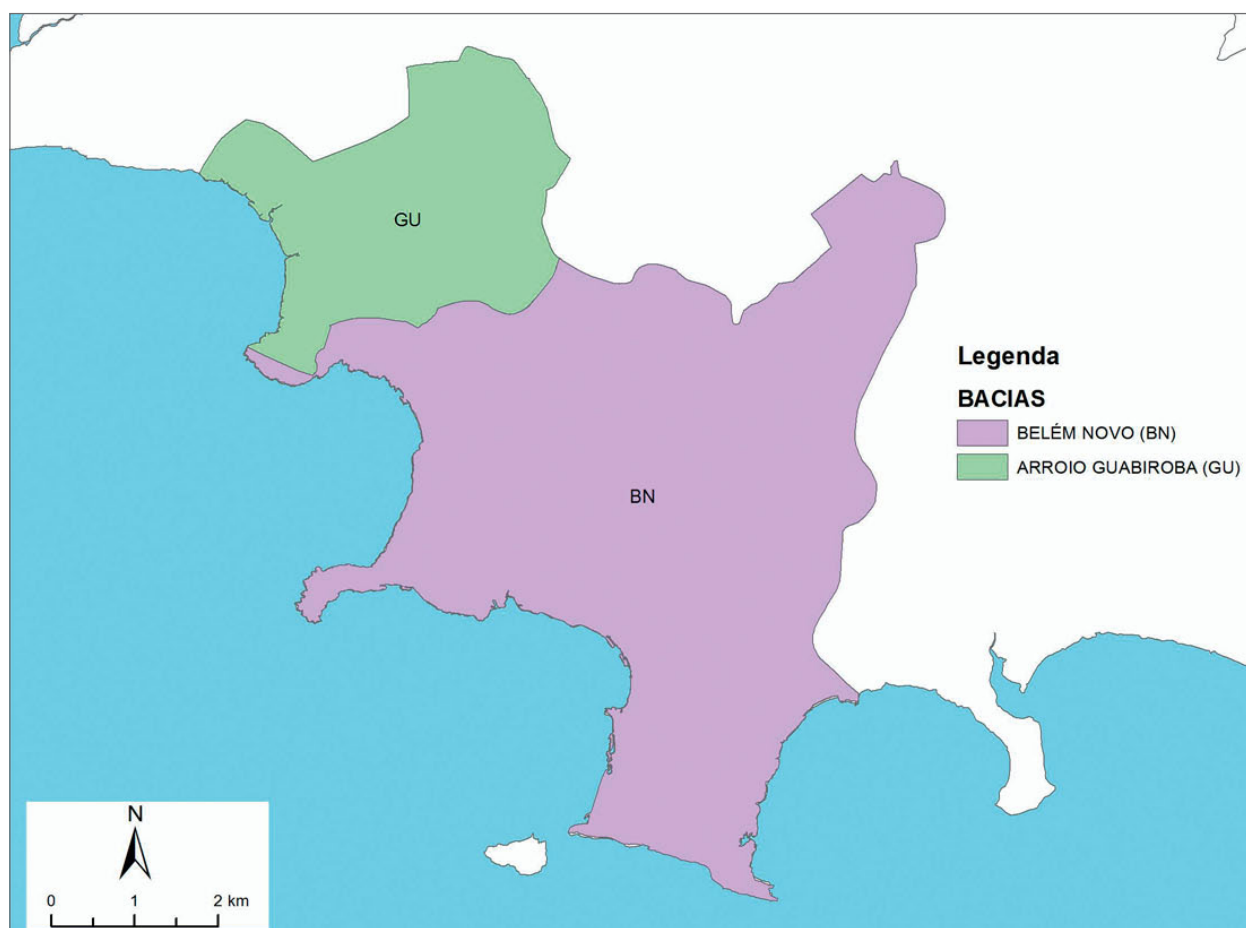 GU
Legenda
BACIAS
BELÉM NOVO (BN)
ARROIO GUABIROBA (GU)
BN
N
0 1 2 km